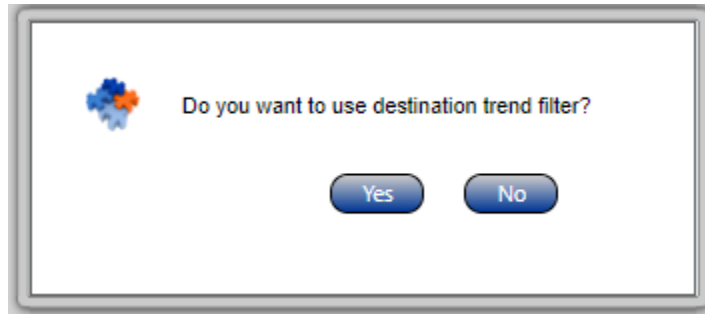 Do you want to use destination trend filter?
Yes No